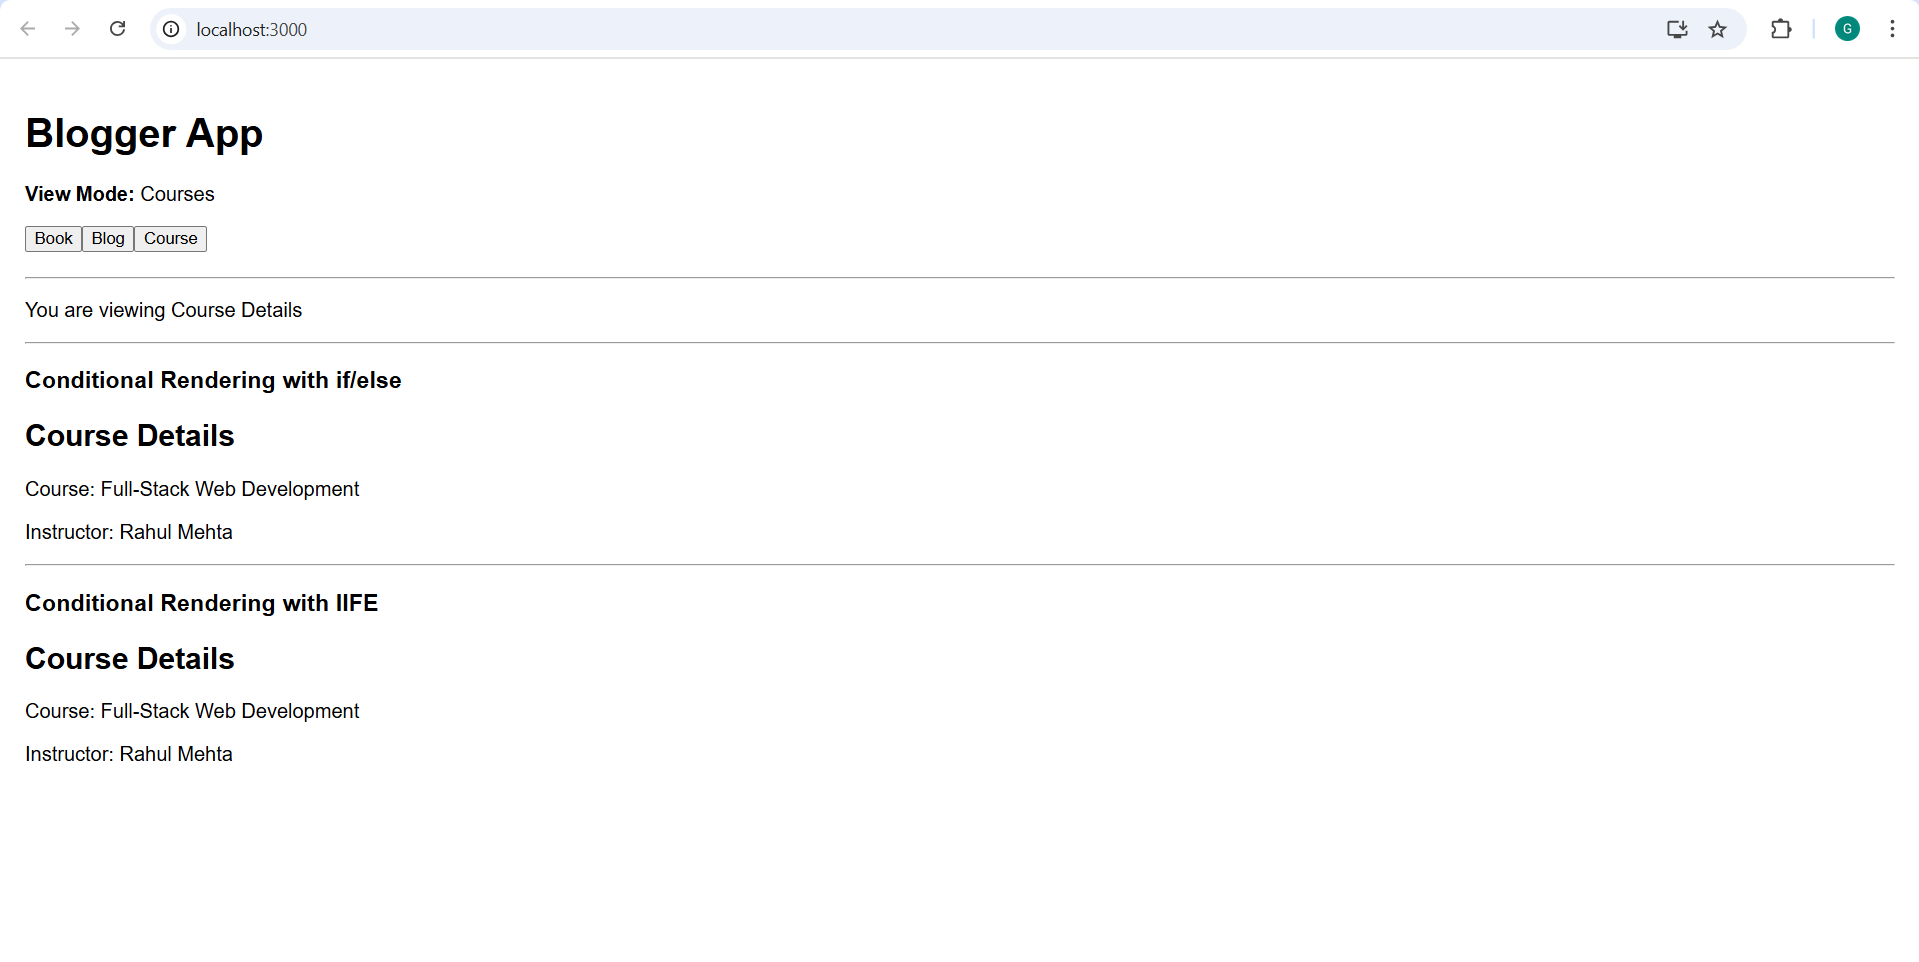 localhost:3000
G
Blogger App
View Mode: Courses
Book Blog Course
You are viewing Course Details
Conditional Rendering with if/else
Course Details
Course: Full-Stack Web Development
Instructor: Rahul Mehta
Conditional Rendering with IIFE
Course Details
Course: Full-Stack Web Development
Instructor: Rahul Mehta